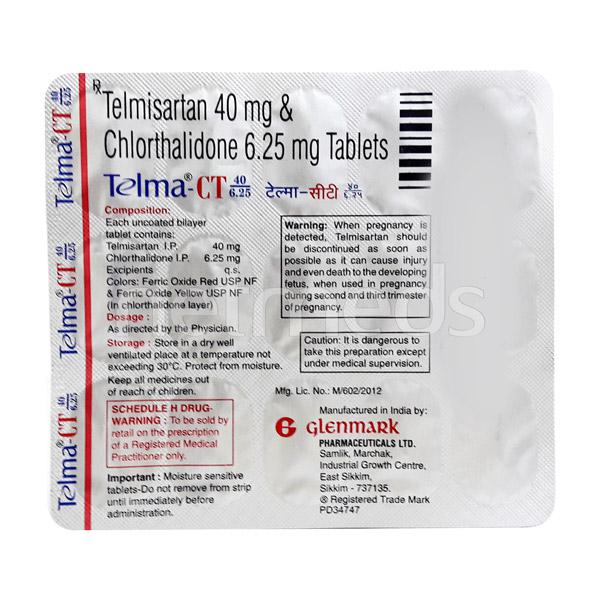 Rx
Telmisartan 40 mg &
Chlorthalidone 6.25 mg Tablets
Telma®-CT 40/6.25 टेल्मा-सीटी ४०/६.२५
Composition:
Each uncoated bilayer
tablet contains:
Telmisartan I.P. 40 mg
Chlorthalidone I.P. 6.25 mg
Excipients q.s.
Colors: Ferric Oxide Red USP NF
& Ferric Oxide Yellow USP NF
(In chlorthalidone layer)
Dosage :
As directed by the Physician.
Storage : Store in a dry well
ventilated place at a temperature not
exceeding 30°C. Protect from moisture.
Keep all medicines out
of reach of children.
SCHEDULE H DRUG-
WARNING : To be sold by
retail on the prescription
of a Registered Medical
Practitioner only.
Important : Moisture sensitive
tablets-Do not remove from strip
until immediately before
administration.
Warning: When pregnancy is
detected, Telmisartan should
be discontinued as soon as
possible as it can cause injury
and even death to the developing
fetus, when used in pregnancy
during second and third trimester
of pregnancy.
Caution: It is dangerous to
take this preparation except
under medical supervision.
Mfg. Lic. No.: M/602/2012
Manufactured in India by:
G Glenmark
PHARMACEUTICALS LTD.
Samlik, Marchak,
Industrial Growth Centre,
East Sikkim,
Sikkim - 737135.
® Registered Trade Mark
PD34747
Telma®-CT 40/6.25
Telma®-CT 40/6.25
Telma®-CT 40/6.25